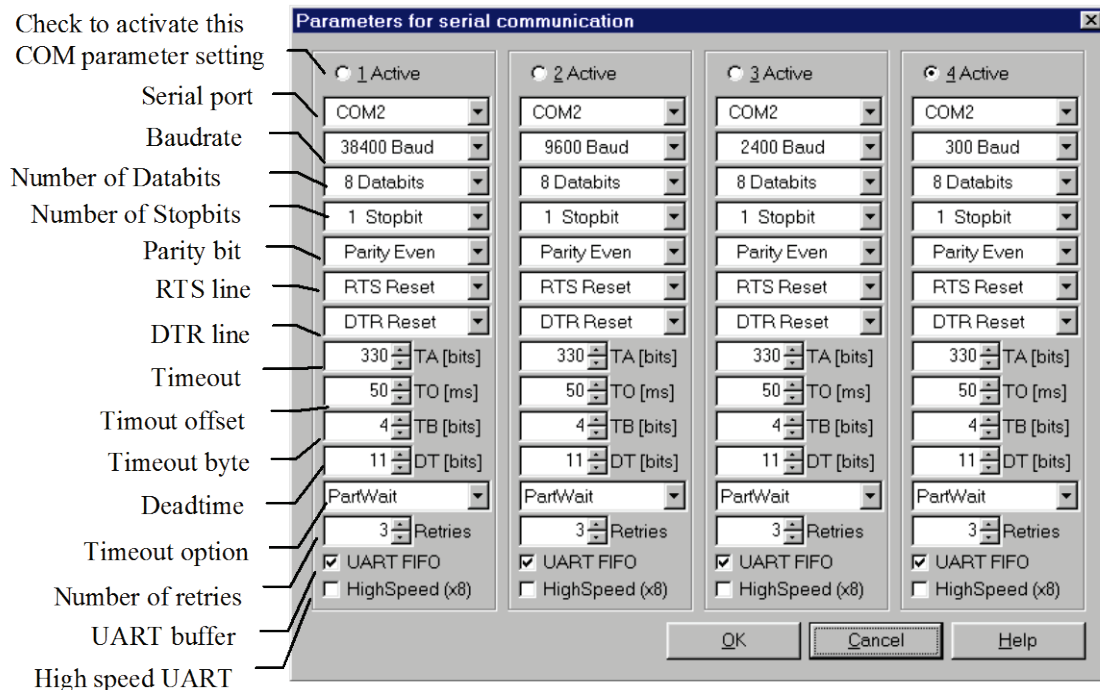 Check to activate this
COM parameter setting
Serial port
Baudrate
Number of Databits
Number of Stopbits
Parity bit
RTS line
DTR line
Timeout
Timout offset
Timeout byte
Deadtime
Timeout option
Number of retries
UART buffer
High speed UART
Parameters for serial communication
1 Active
COM2
38400 Baud
8 Databits
1 Stopbit
Parity Even
RTS Reset
DTR Reset
330 TA [bits]
50 TO [ms]
4 TB [bits]
11 DT [bits]
PartWait
3 Retries
UART FIFO
HighSpeed (x8)
2 Active
COM2
9600 Baud
8 Databits
1 Stopbit
Parity Even
RTS Reset
DTR Reset
330 TA [bits]
50 TO [ms]
4 TB [bits]
11 DT [bits]
PartWait
3 Retries
UART FIFO
HighSpeed (x8)
3 Active
COM2
2400 Baud
8 Databits
1 Stopbit
Parity Even
RTS Reset
DTR Reset
330 TA [bits]
50 TO [ms]
4 TB [bits]
11 DT [bits]
PartWait
3 Retries
UART FIFO
HighSpeed (x8)
4 Active
COM2
300 Baud
8 Databits
1 Stopbit
Parity Even
RTS Reset
DTR Reset
330 TA [bits]
50 TO [ms]
4 TB [bits]
11 DT [bits]
PartWait
3 Retries
UART FIFO
HighSpeed (x8)
OK
Cancel
Help